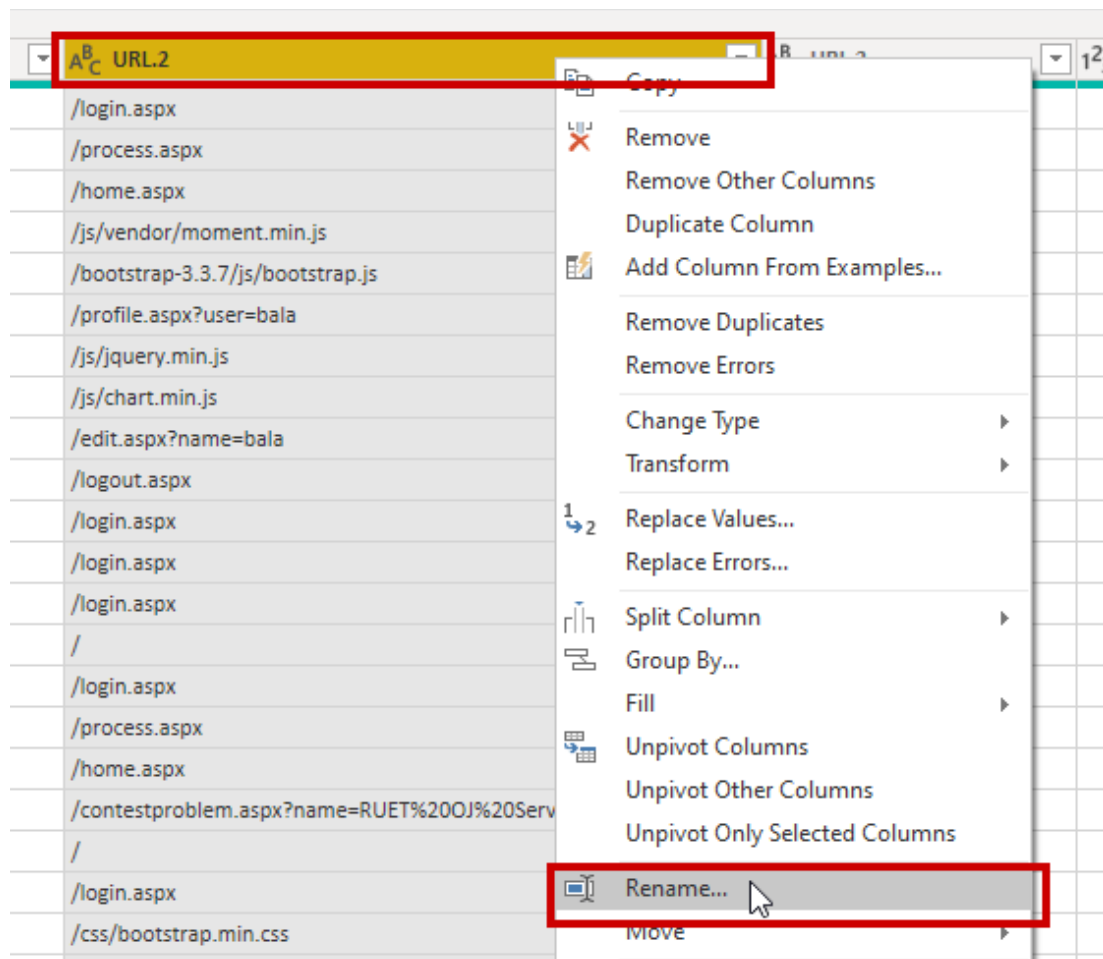 ABC URL.2
12
/login.aspx
/process.aspx
/home.aspx
/js/vendor/moment.min.js
/bootstrap-3.3.7/js/bootstrap.js
/profile.aspx?user=bala
/js/jquery.min.js
/js/chart.min.js
/edit.aspx?name=bala
/logout.aspx
/login.aspx
/login.aspx
/login.aspx
/
/login.aspx
/process.aspx
/home.aspx
/contestproblem.aspx?name=RUET%20OJ%20Serv
/
/login.aspx
/css/bootstrap.min.css
Copy
Remove
Remove Other Columns
Duplicate Column
Add Column From Examples...
Remove Duplicates
Remove Errors
Change Type
Transform
1
2
Replace Values...
Replace Errors...
Split Column
Group By...
Fill
Unpivot Columns
Unpivot Other Columns
Unpivot Only Selected Columns
Rename...
Move